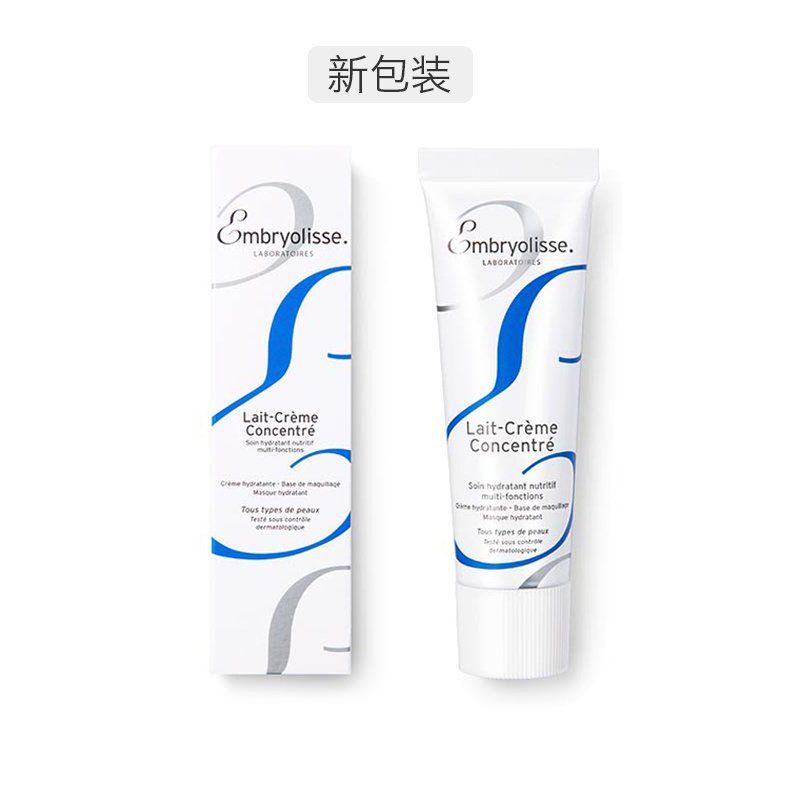 新包装
Embryolisse.
LABORATOIRES
Lait-Crème
Concentré
Soin hydratant nutritif
multi-fonctions
Crème hydratante - Base de maquillage
Masque hydratant
Tous types de peaux
Testé sous contrôle
dermatologique
Embryolisse.
LABORATOIRES
Lait-Crème
Concentré
Soin hydratant nutritif
multi-fonctions
Crème hydratante - Base de maquillage
Masque hydratant
Tous types de peaux
Testé sous contrôle
dermatologique